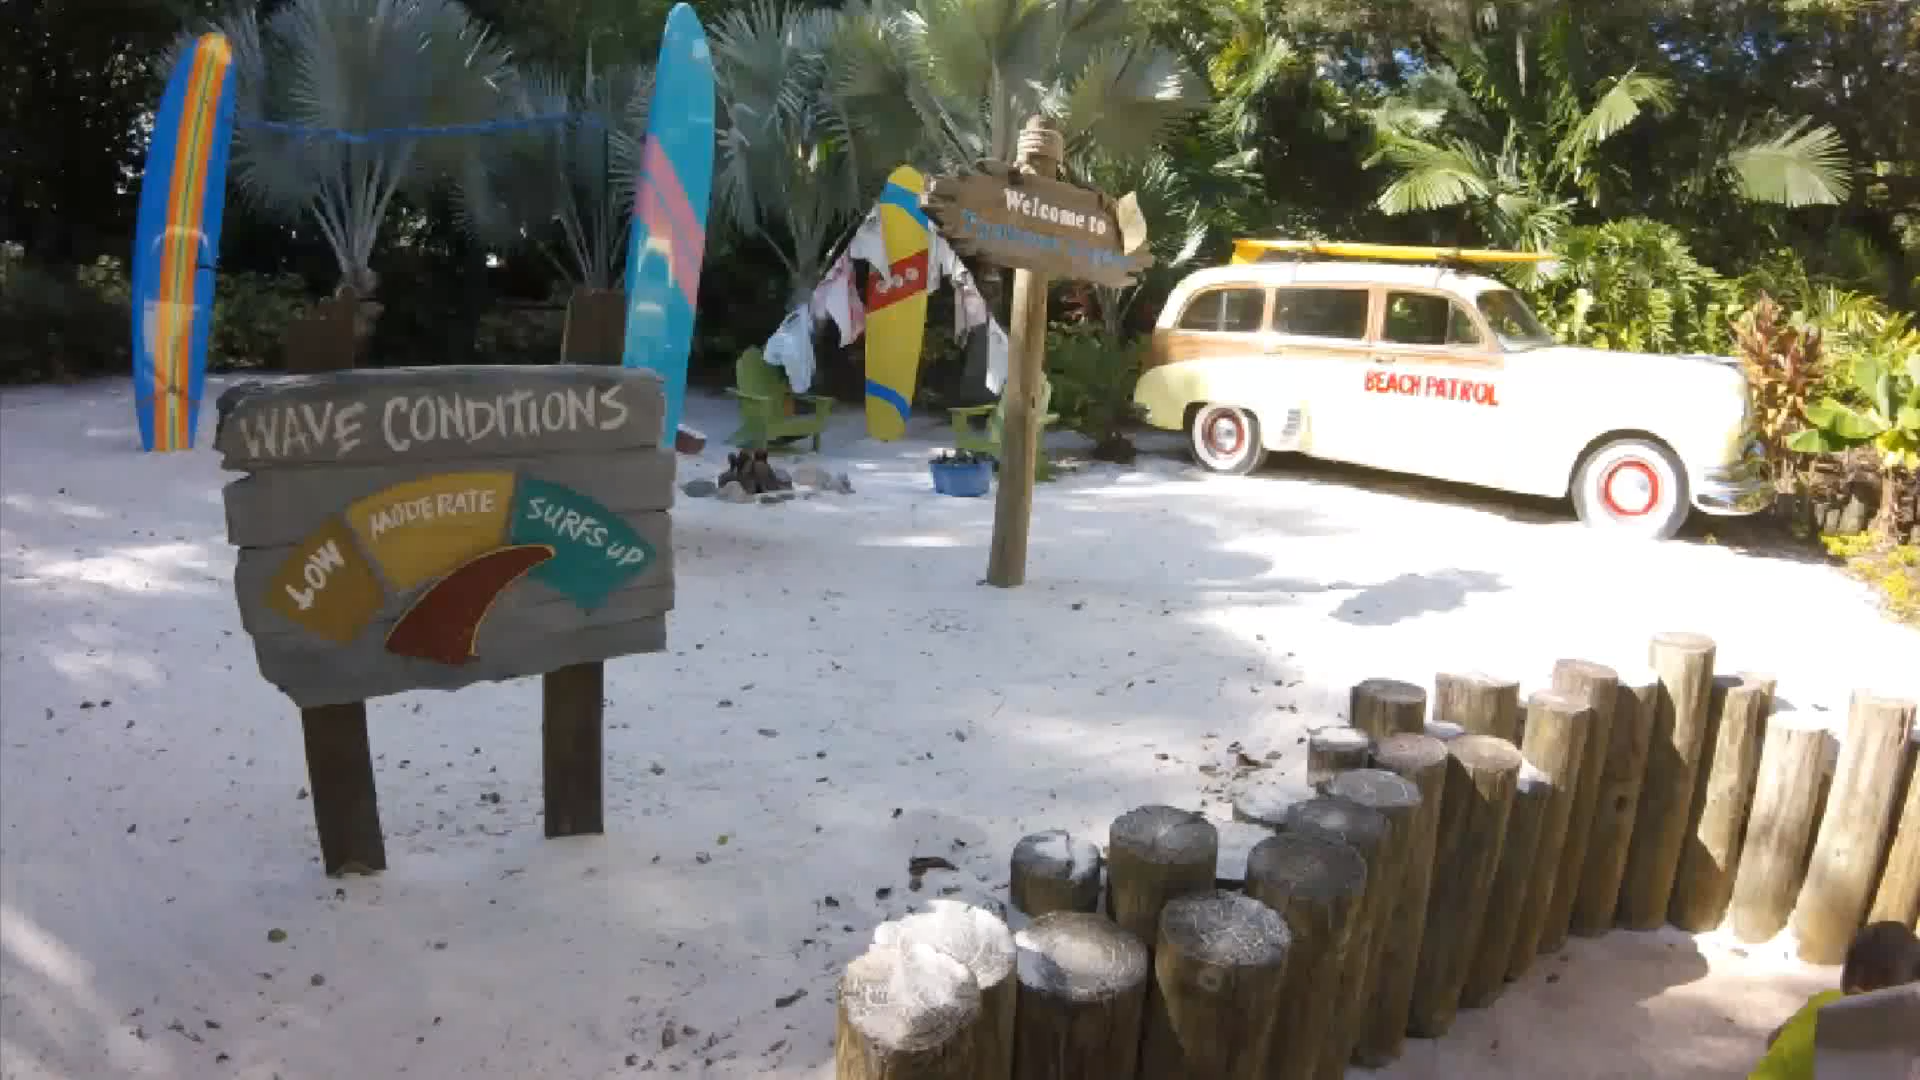 WAVE CONDITIONS
LOW
MODERATE
SURFS UP
Welcome to
BEACH PATROL